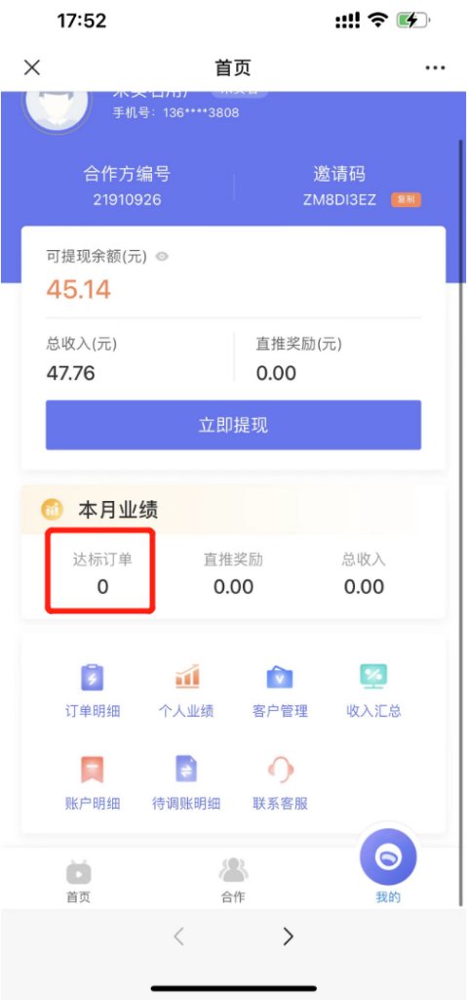 17:52
首页
手机号：136****3808
合作方编号
邀请码
21910926
ZM8DI3EZ 复制
可提现余额(元)
45.14
总收入(元)
直推奖励(元)
47.76
0.00
立即提现
本月业绩
达标订单
直推奖励
总收入
0
0.00
0.00
订单明细
个人业绩
客户管理
收入汇总
账户明细
待调账明细
联系客服
首页
合作
我的